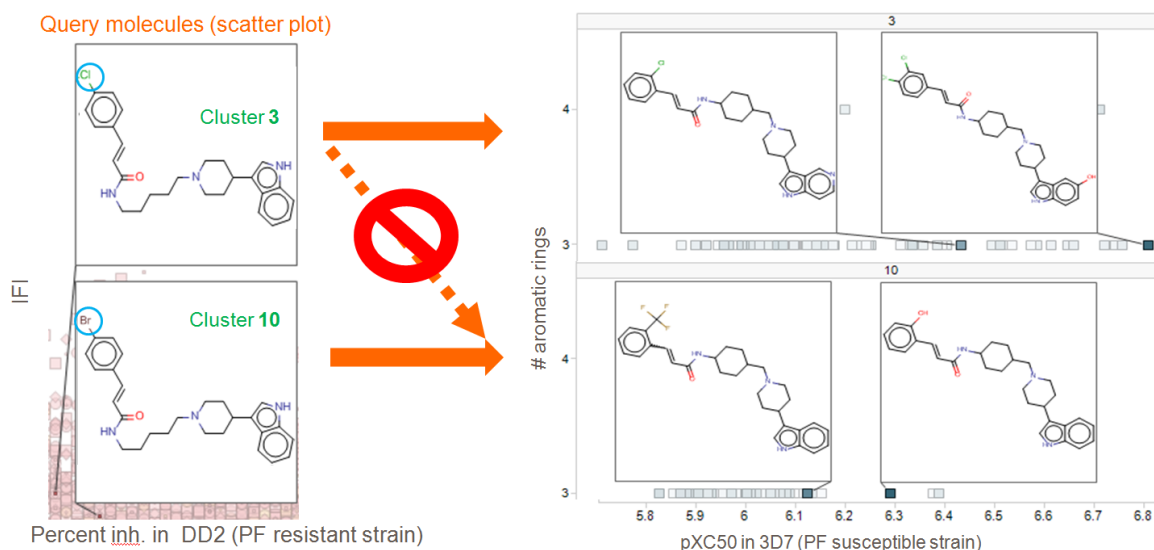 Query molecules (scatter plot)
Cl
Cluster 3
O
HN
N
NH
Br
Cluster 10
O
HN
N
NH
|F|
Percent inh. in DD2 (PF resistant strain)
3
Cl
HN
O
N
N
HN
Cl
Cl
O
HN
N
OH
HN
4
3
10
F
F
F
HN
O
N
HN
OH
HN
O
N
HN
# aromatic rings
4
3
5.8 5.9 6 6.1 6.2 6.3 6.4 6.5 6.6 6.7 6.8
pXC50 in 3D7 (PF susceptible strain)